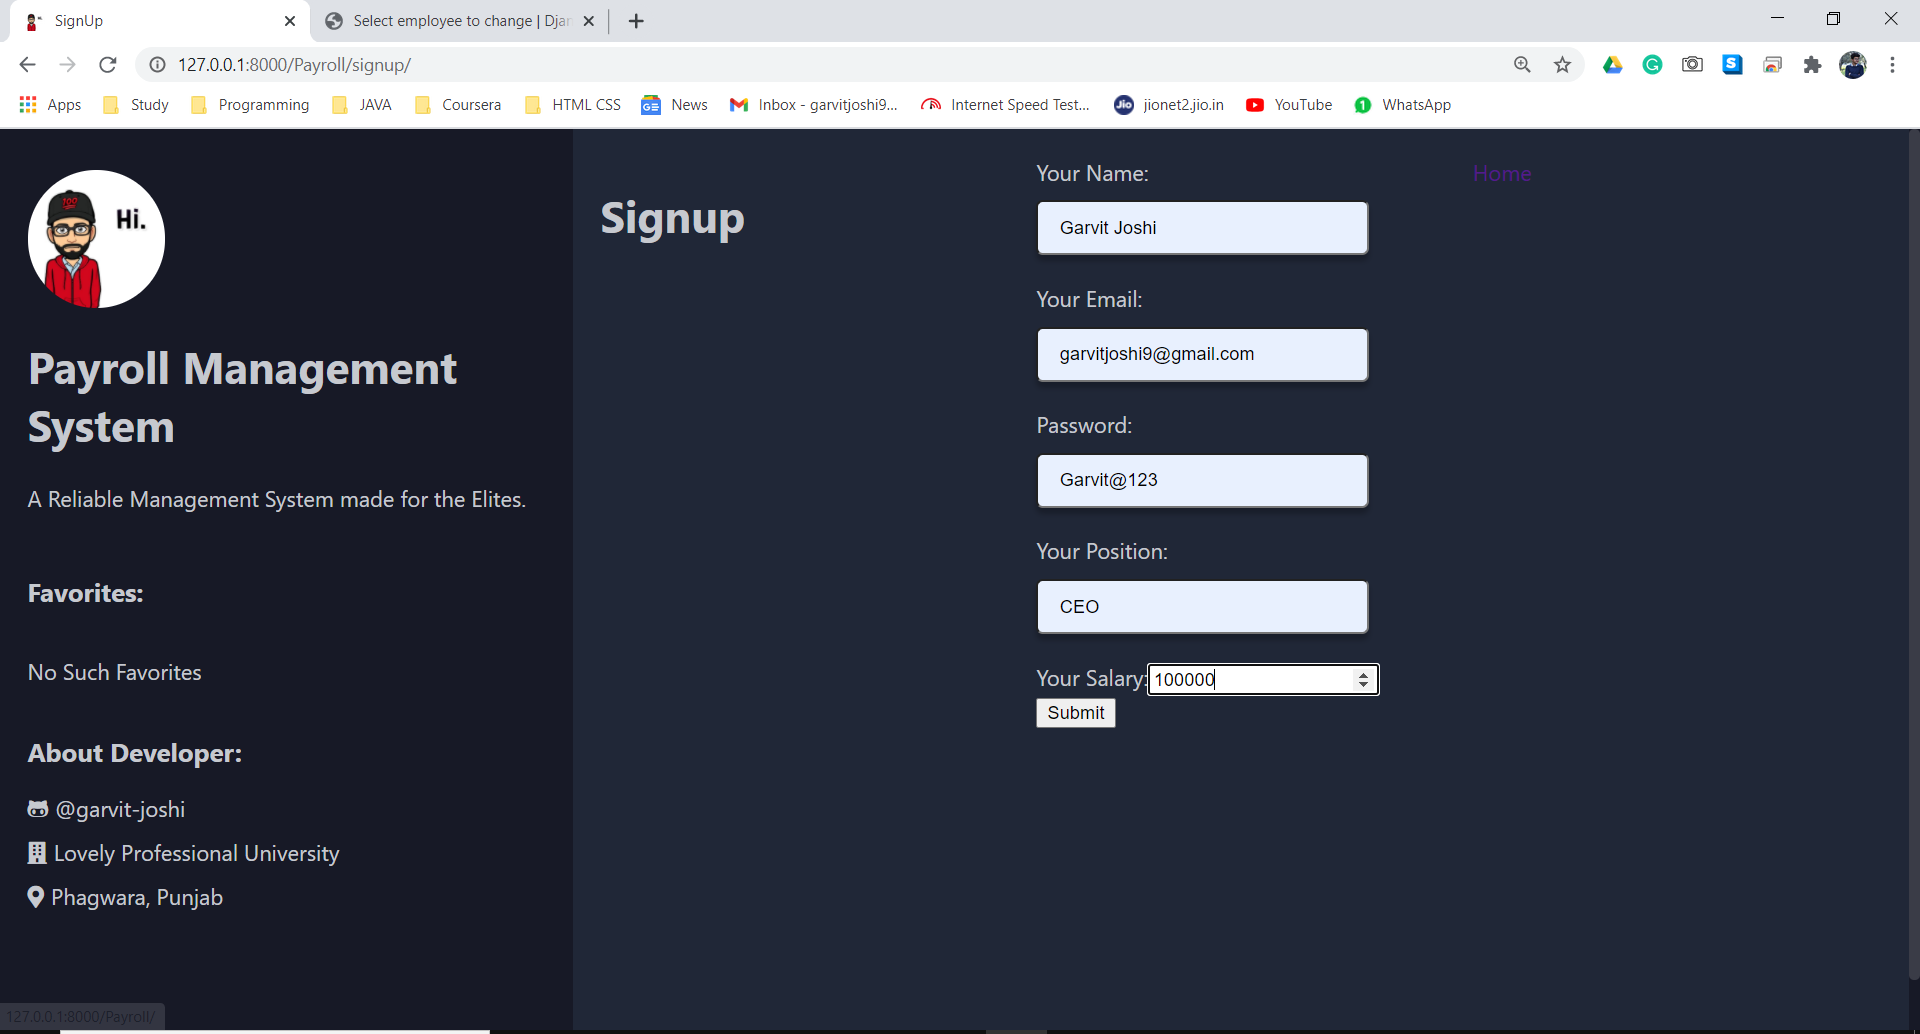 SignUp
Select employee to change | Djan
127.0.0.1:8000/Payroll/signup/
Apps
Study
Programming
JAVA
Coursera
HTML CSS
News
Inbox - garvitjoshi9...
Internet Speed Test...
jionet2.jio.in
YouTube
WhatsApp
100
Hi.
Payroll Management
System
A Reliable Management System made for the Elites.
Favorites:
No Such Favorites
About Developer:
@garvit-joshi
Lovely Professional University
Phagwara, Punjab
127.0.0.1:8000/Payroll/
Signup
Your Name:
Garvit Joshi
Your Email:
garvitjoshi9@gmail.com
Password:
Garvit@123
Your Position:
CEO
Your Salary:
100000
Submit
Home